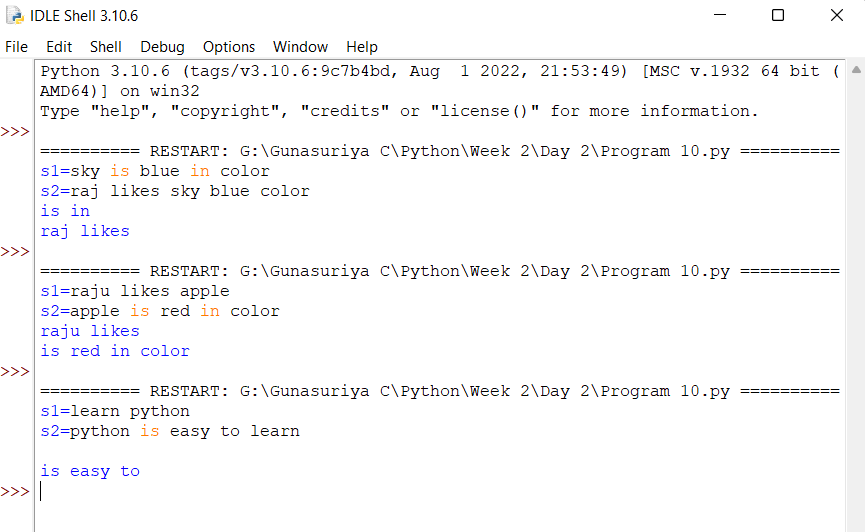 IDLE Shell 3.10.6
File Edit Shell Debug Options Window Help
Python 3.10.6 (tags/v3.10.6:9c7b4bd, Aug  1 2022, 21:53:49) [MSC v.1932 64 bit (
AMD64)] on win32
Type "help", "copyright", "credits" or "license()" for more information.
>>>
========== RESTART: G:\Gunasuriya C\Python\Week 2\Day 2\Program 10.py ==========
s1=sky is blue in color
s2=raj likes sky blue color
is in
raj likes
>>>
========== RESTART: G:\Gunasuriya C\Python\Week 2\Day 2\Program 10.py ==========
s1=raju likes apple
s2=apple is red in color
raju likes
is red in color
>>>
========== RESTART: G:\Gunasuriya C\Python\Week 2\Day 2\Program 10.py ==========
s1=learn python
s2=python is easy to learn

is easy to
>>>